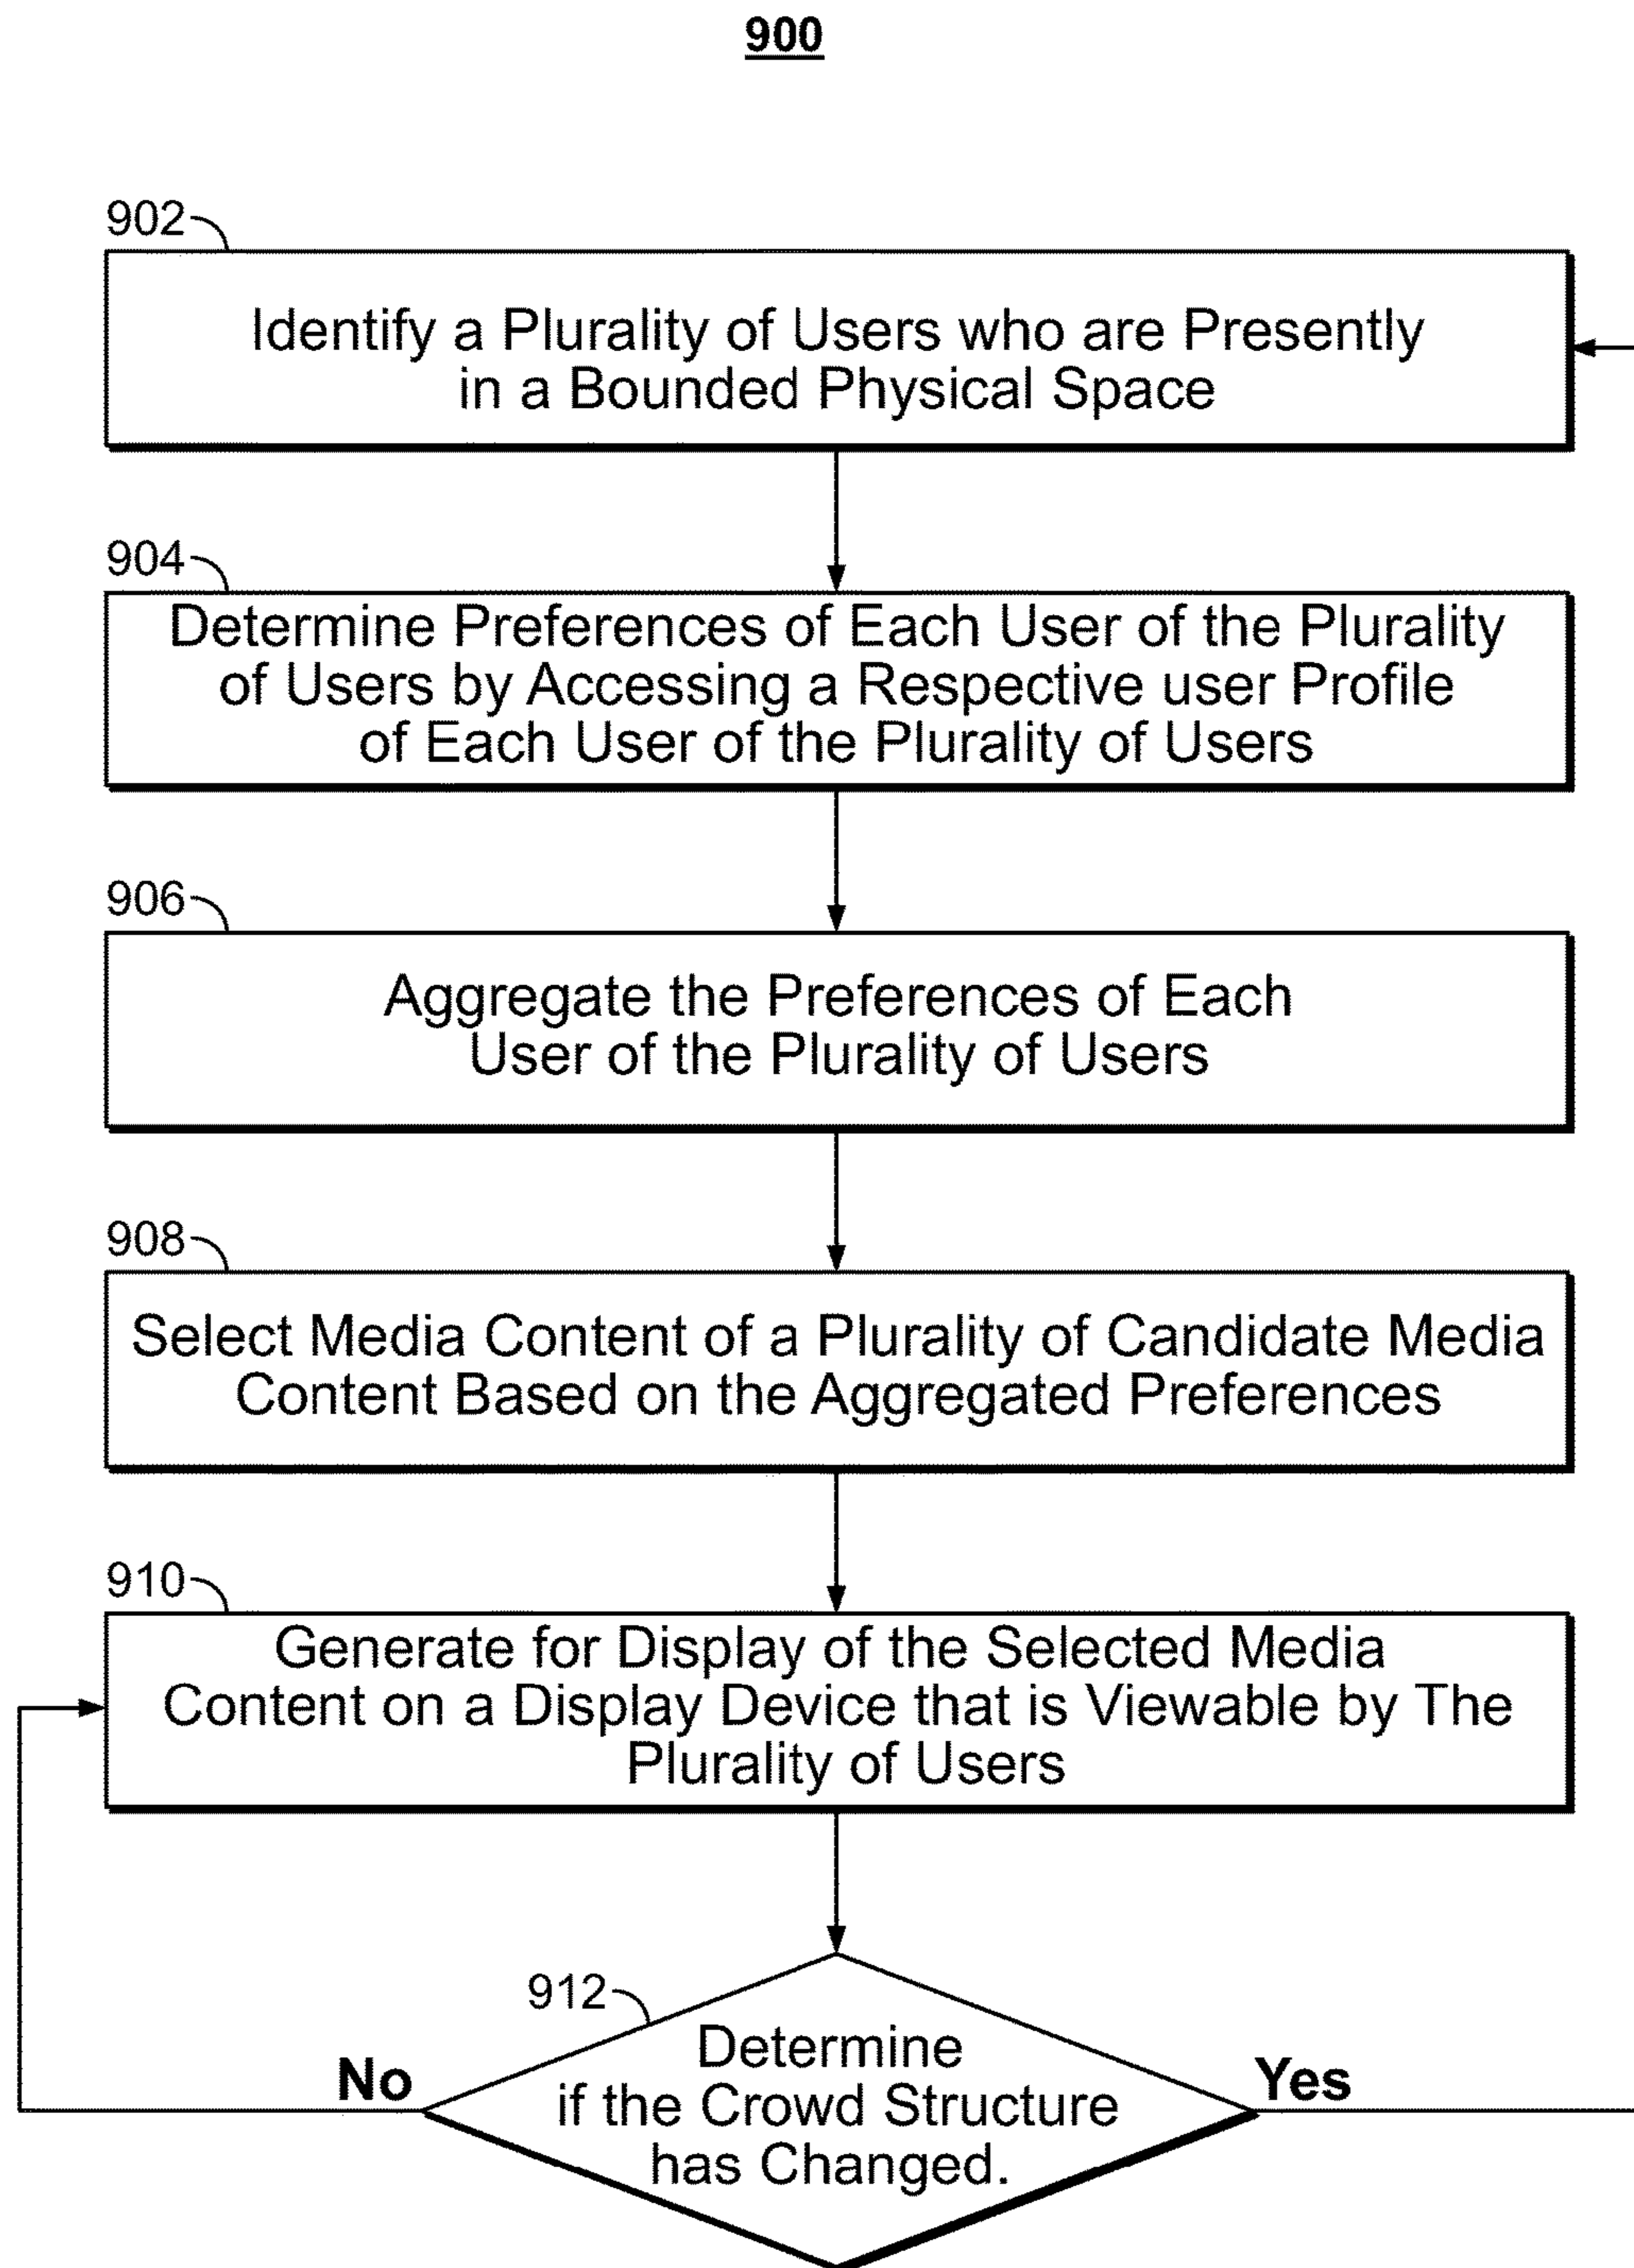 900
902
Identify a Plurality of Users who are Presently
in a Bounded Physical Space
904
Determine Preferences of Each User of the Plurality
of Users by Accessing a Respective user Profile
of Each User of the Plurality of Users
906
Aggregate the Preferences of Each
User of the Plurality of Users
908
Select Media Content of a Plurality of Candidate Media
Content Based on the Aggregated Preferences
910
Generate for Display of the Selected Media
Content on a Display Device that is Viewable by The
Plurality of Users
912
Determine
if the Crowd Structure
has Changed.
No
Yes